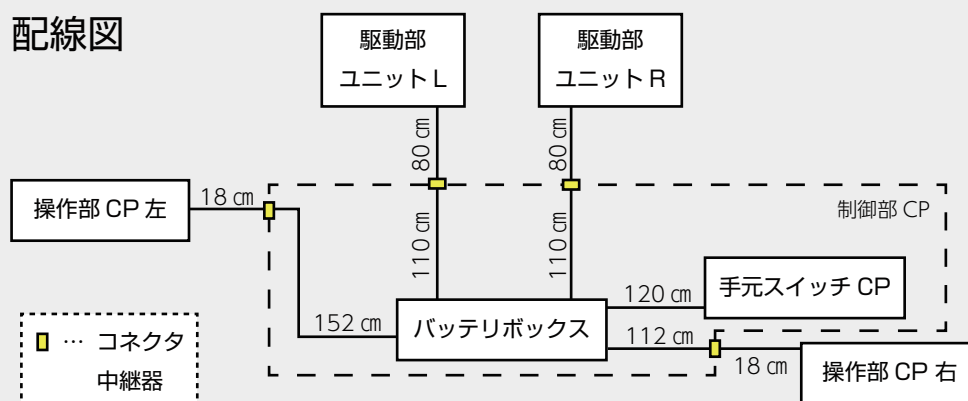 配線図
駆動部
ユニット L
駆動部
ユニット R
80 ㎝
80 ㎝
操作部 CP 左
18 ㎝
制御部 CP
110 ㎝
110 ㎝
手元スイッチ CP
120 ㎝
152 ㎝
バッテリボックス
112 ㎝
18 ㎝
操作部 CP 右
… コネクタ
中継器